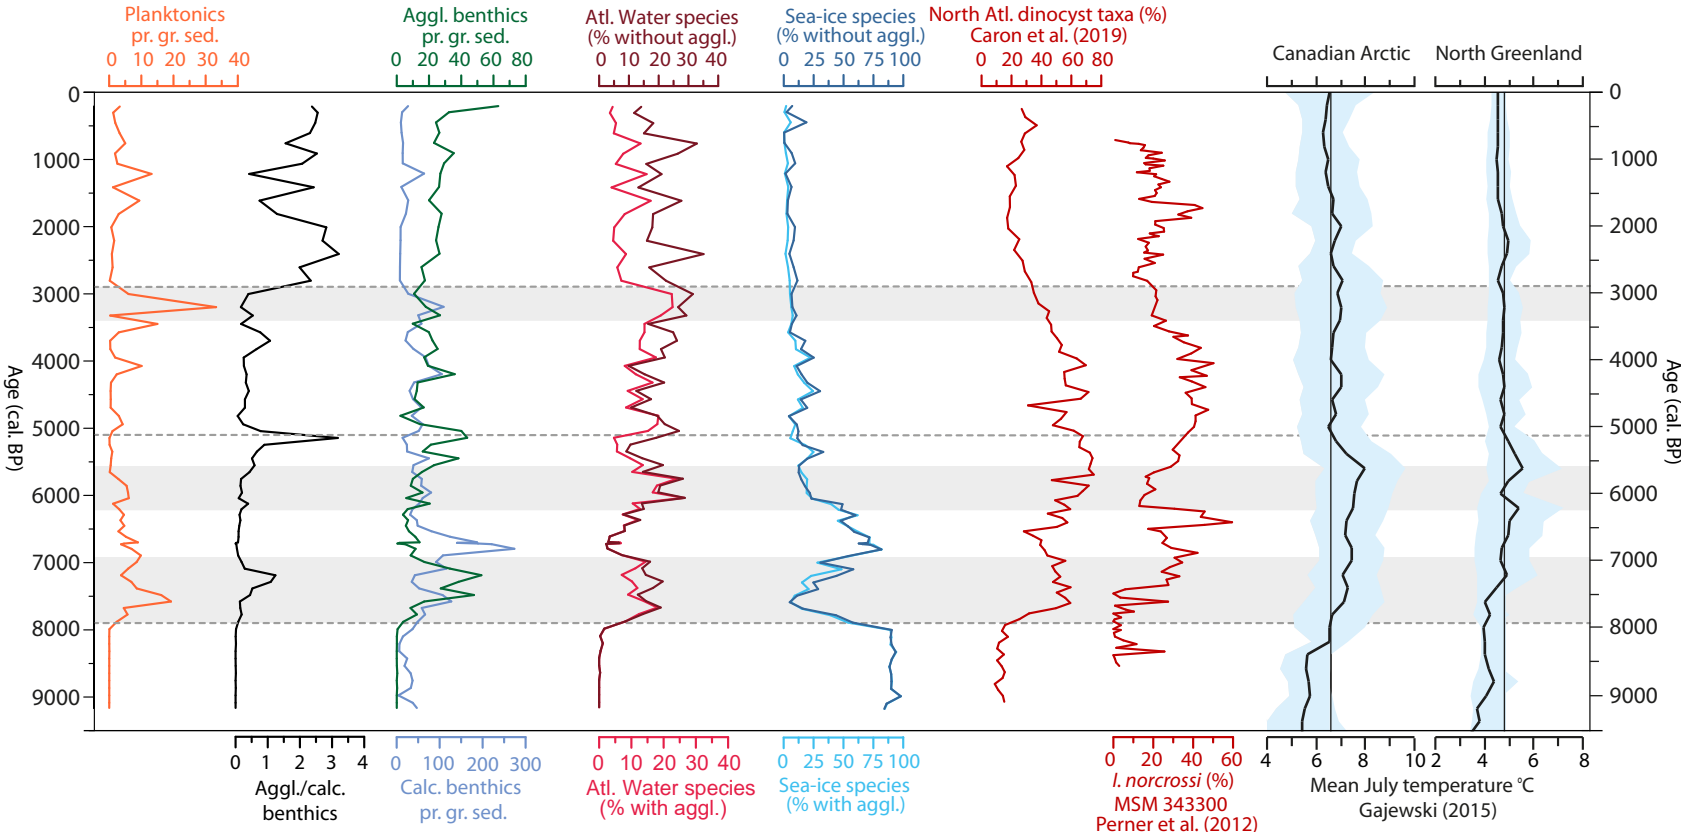 Planktonics
pr. gr. sed.
0 10 20 30 40
Aggl. benthics
pr. gr. sed.
0 20 40 60 80
Atl. Water species
(% without aggl.)
0 10 20 30 40
Sea-ice species
(% without aggl.)
0 25 50 75 100
North Atl. dinocyst taxa (%)
Caron et al. (2019)
0 20 40 60 80
Canadian Arctic
North Greenland
Age (cal. BP)
0
1000
2000
3000
4000
5000
6000
7000
8000
9000
0
1000
2000
3000
4000
5000
6000
7000
8000
9000
Age (cal. BP)
0 1 2 3 4
Aggl./calc.
benthics
0 100 200 300
Calc. benthics
pr. gr. sed.
0 10 20 30 40
Atl. Water species
(% with aggl.)
0 25 50 75 100
Sea-ice species
(% with aggl.)
0 20 40 60
I. norcrossi (%)
MSM 343300
Perner et al. (2012)
4 6 8 10
2 4 6 8
Mean July temperature °C
Gajewski (2015)